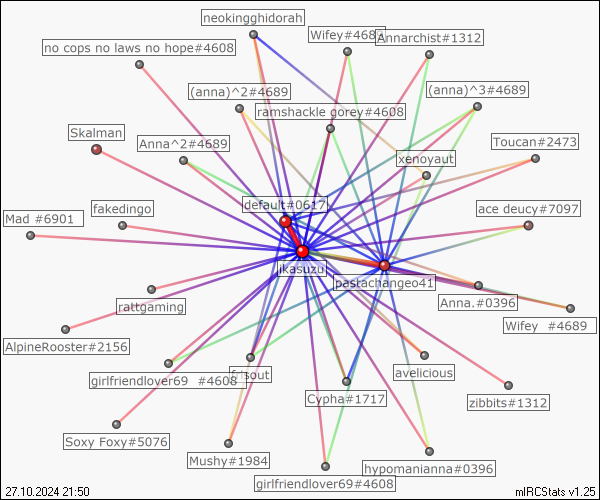 neokingghidorah
Wifey #4689
Annarchist#1312
no cops no laws no hope#4608
(anna)^2#4689
(anna)^3#4689
ramshackle gorey#4608
Skalman
Anna^2#4689
Toucan#2473
xenoyaut
default#0617
Mad #6901
fakedingo
ace deucy#7097
ikasuzu
pastachangeo41
rattgaming
Anna.#0396
Wifey #4689
AlpineRooster#2156
girlfriendlover69 #4608
frisout
avelicious
Cypha#1717
zibbits#1312
Soxy Foxy#5076
Mushy#1984
hypomanianna#0396
girlfriendlover69#4608
27.10.2024 21:50
mIRCStats v1.25